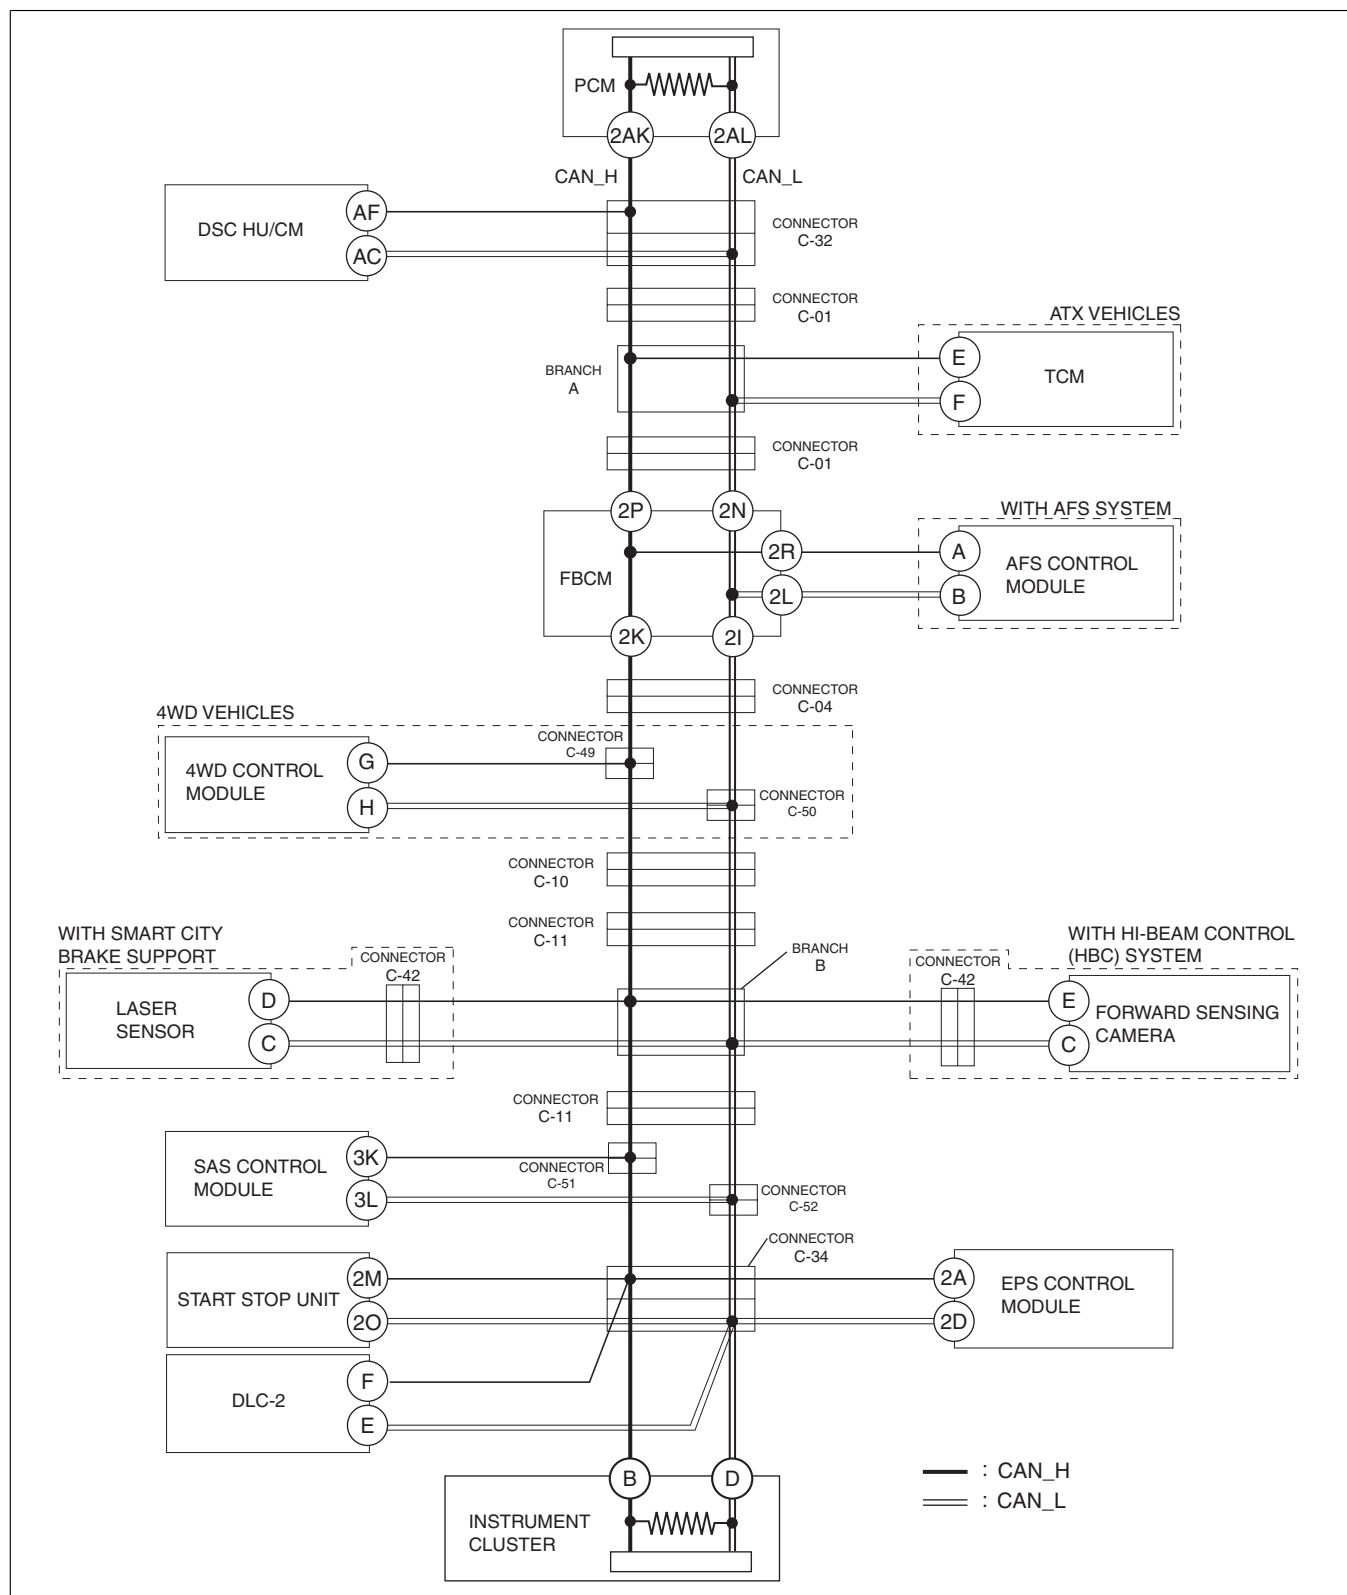 PCM
2AK
2AL
CAN_H
CAN_L
DSC HU/CM
AF
AC
CONNECTOR
C-32
CONNECTOR
C-01
ATX VEHICLES
BRANCH
A
E
F
TCM
CONNECTOR
C-01
2P
2N
WITH AFS SYSTEM
FBCM
2R
2L
A
B
AFS CONTROL
MODULE
2K
2I
CONNECTOR
C-04
4WD VEHICLES
4WD CONTROL
MODULE
G
H
CONNECTOR
C-49
CONNECTOR
C-50
CONNECTOR
C-10
CONNECTOR
C-11
WITH SMART CITY
BRAKE SUPPORT
CONNECTOR
C-42
BRANCH
B
WITH HI-BEAM CONTROL
(HBC) SYSTEM
CONNECTOR
C-42
LASER
SENSOR
D
C
E
C
FORWARD SENSING
CAMERA
CONNECTOR
C-11
SAS CONTROL
MODULE
3K
3L
CONNECTOR
C-51
CONNECTOR
C-52
CONNECTOR
C-34
START STOP UNIT
2M
2O
2A
2D
EPS CONTROL
MODULE
DLC-2
F
E
B
D
INSTRUMENT
CLUSTER
: CAN_H
: CAN_L